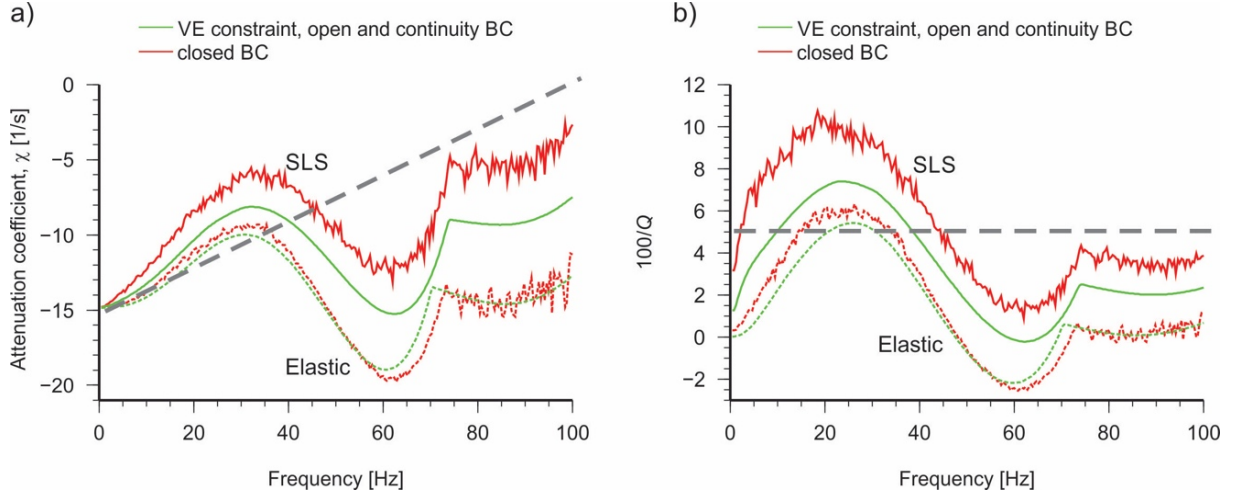 a)
VE constraint, open and continuity BC
closed BC
Attenuation coefficient, χ [1/s]
0
−5
−10
−15
−20
SLS
Elastic
0 20 40 60 80 100
Frequency [Hz]
b)
VE constraint, open and continuity BC
closed BC
1000/Q
12
10
8
6
4
2
0
−2
SLS
Elastic
0 20 40 60 80 100
Frequency [Hz]